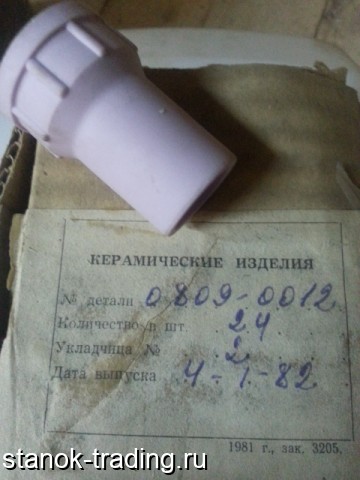 КЕРАМИЧЕСКИЕ ИЗДЕЛИЯ
№ детали 0809-0012
Количество в шт. 24
Укладчица № 2
Дата выпуска 4-1-82
1981 г., зак. 3205.
stanok-trading.ru